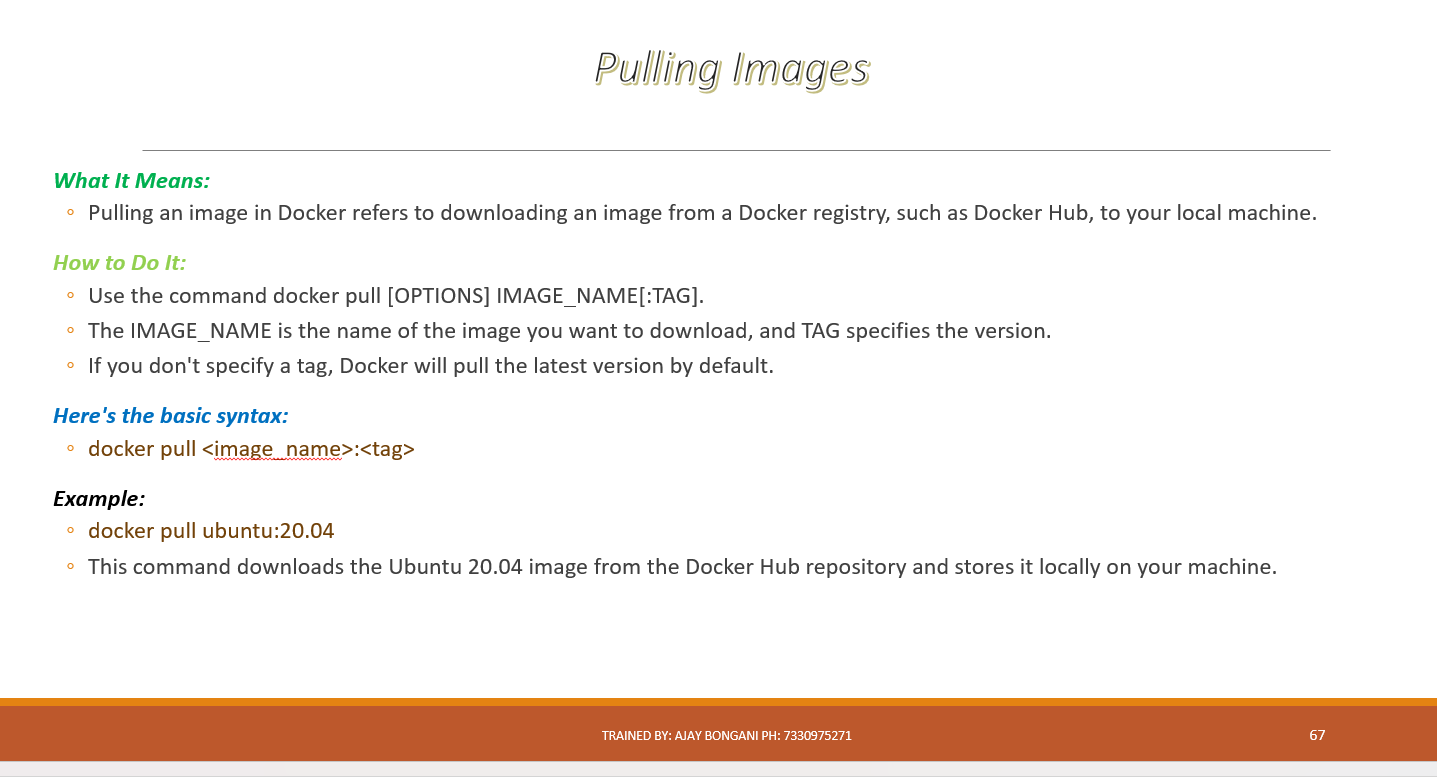 Pulling Images
What It Means:
◦ Pulling an image in Docker refers to downloading an image from a Docker registry, such as Docker Hub, to your local machine.
How to Do It:
◦ Use the command docker pull [OPTIONS] IMAGE_NAME[:TAG].
◦ The IMAGE_NAME is the name of the image you want to download, and TAG specifies the version.
◦ If you don't specify a tag, Docker will pull the latest version by default.
Here's the basic syntax:
◦ docker pull <image_name>:<tag>
Example:
◦ docker pull ubuntu:20.04
◦ This command downloads the Ubuntu 20.04 image from the Docker Hub repository and stores it locally on your machine.
TRAINED BY: AJAY BONGANI PH: 7330975271
67